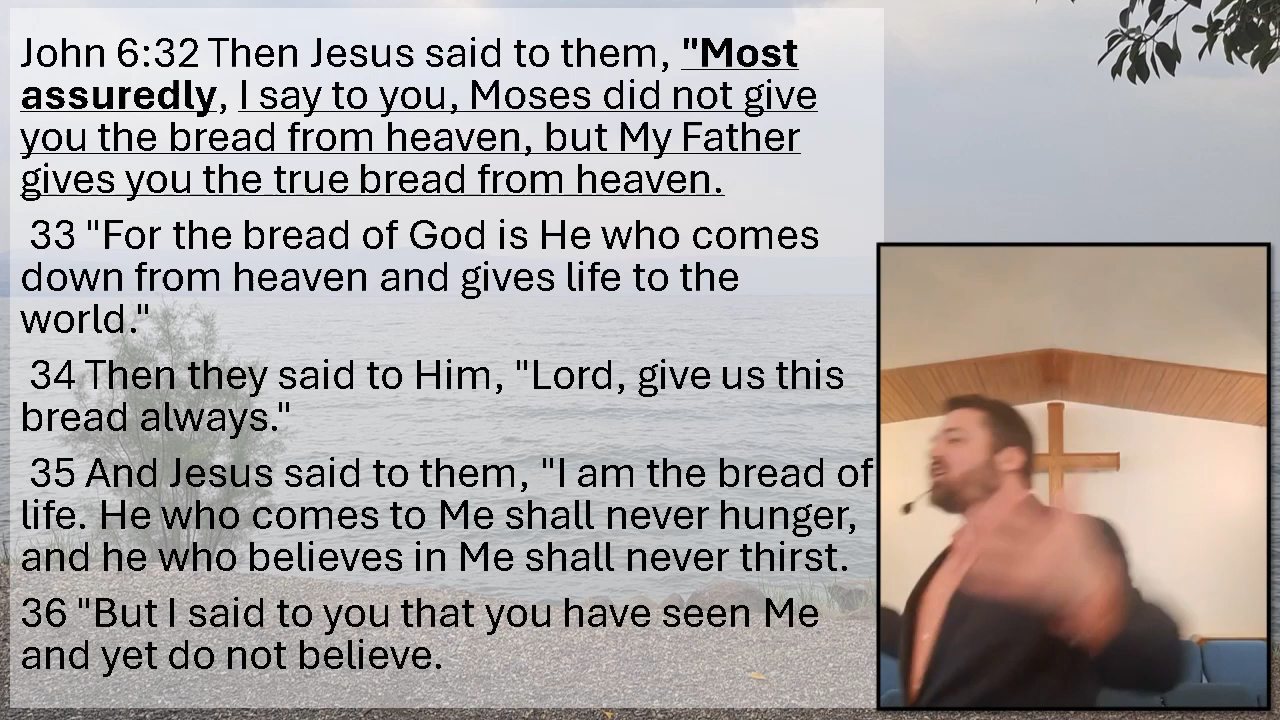 John 6:32 Then Jesus said to them, "Most
assuredly, I say to you, Moses did not give
you the bread from heaven, but My Father
gives you the true bread from heaven.
33 "For the bread of God is He who comes
down from heaven and gives life to the
world."
34 Then they said to Him, "Lord, give us this
bread always."
35 And Jesus said to them, "I am the bread of
life. He who comes to Me shall never hunger,
and he who believes in Me shall never thirst.
36 "But I said to you that you have seen Me
and yet do not believe.